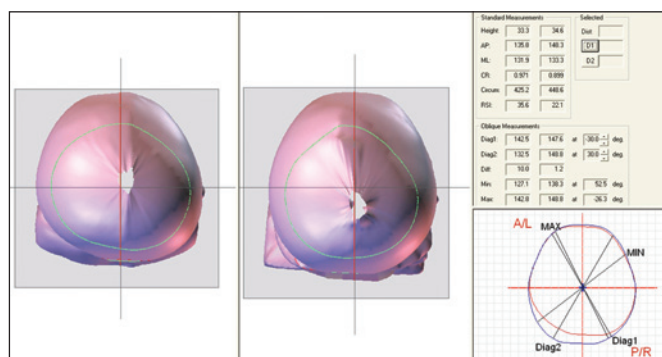 Standard Measurements
Selected
Height: 33.3 34.6
Dist
AP: 135.8 148.3
D1
ML: 131.9 133.3
D2
CR: 0.971 0.899
Circum: 425.2 448.6
RSI: 35.6 22.1
Oblique Measurements
Diag1: 142.5 147.6 at -30.0 deg.
Diag2 132.5 148.8 at 30.0 deg.
Diff: 10.0 1.2
Min: 127.1 138.3 at 52.5 deg.
Max: 142.8 148.8 at -26.3 deg.
A/L
MAX
MIN
Diag2
Diag1
P/R